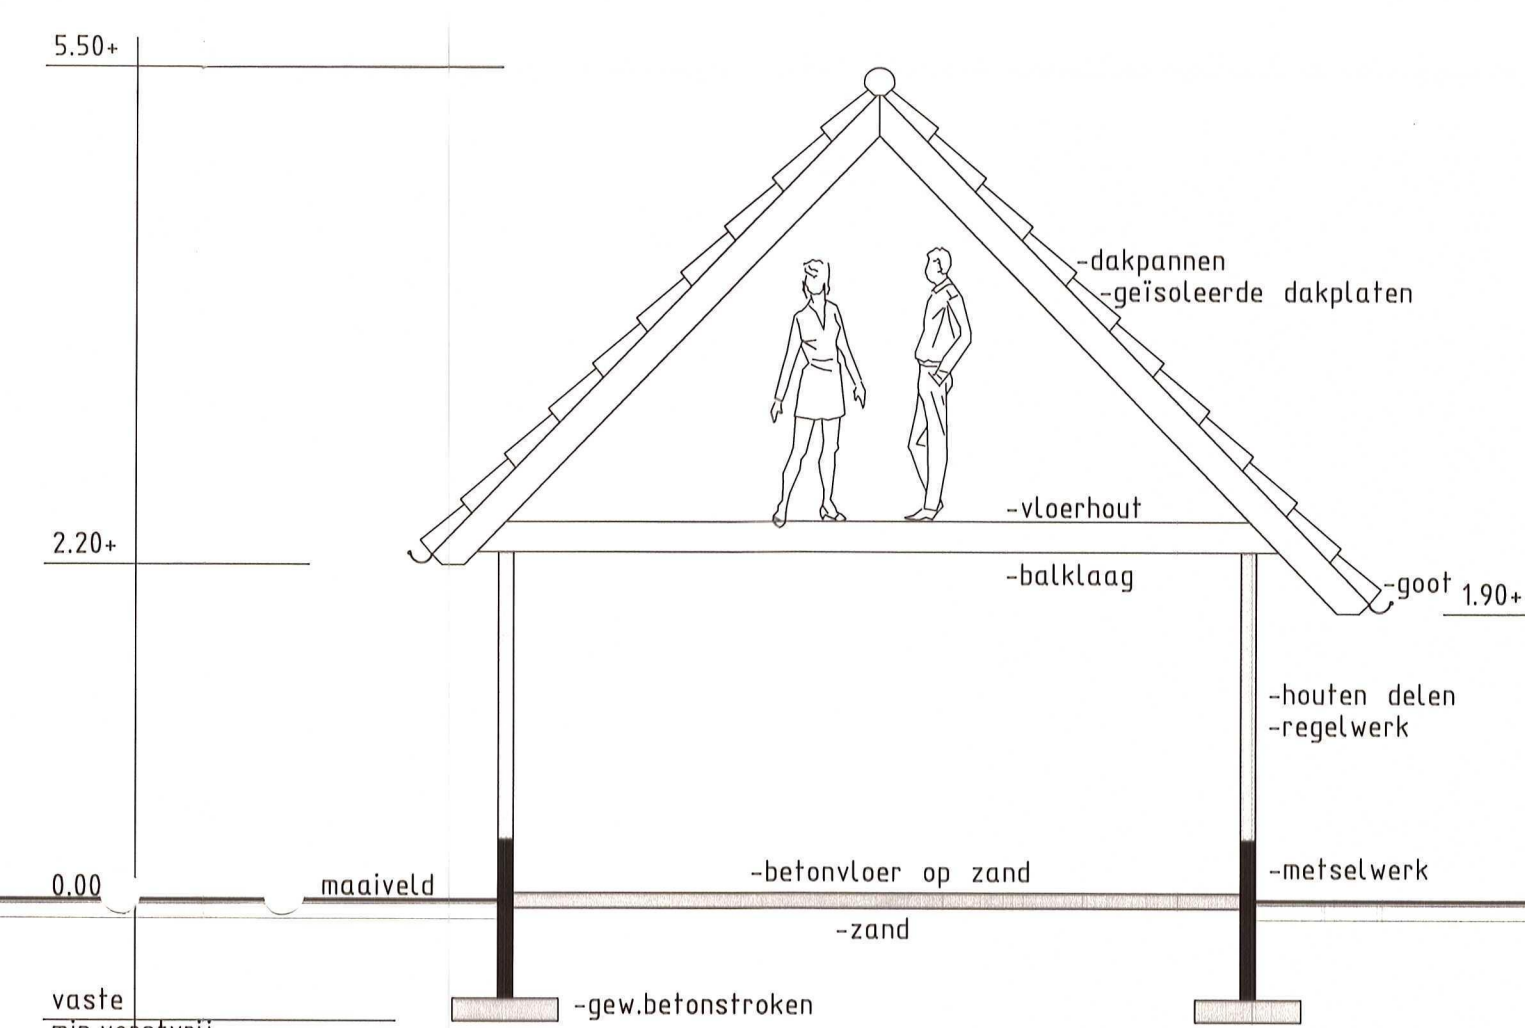 5.50+
-dakpannen
-geïsoleerde dakplaten
-vloerhout
2.20+
-balklaag
-goot 1.90+
-houten delen
-regelwerk
0.00
maaiveld
-betonvloer op zand
-metselwerk
-zand
vaste
-gew.betonstroken